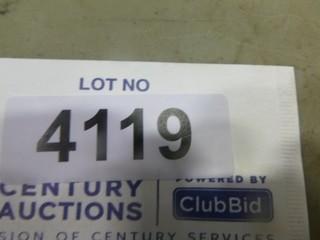 LOT NO
4119
CENTURY
AUCTIONS
POWERED BY
ClubBid
SION OF CENTURY SERVICES